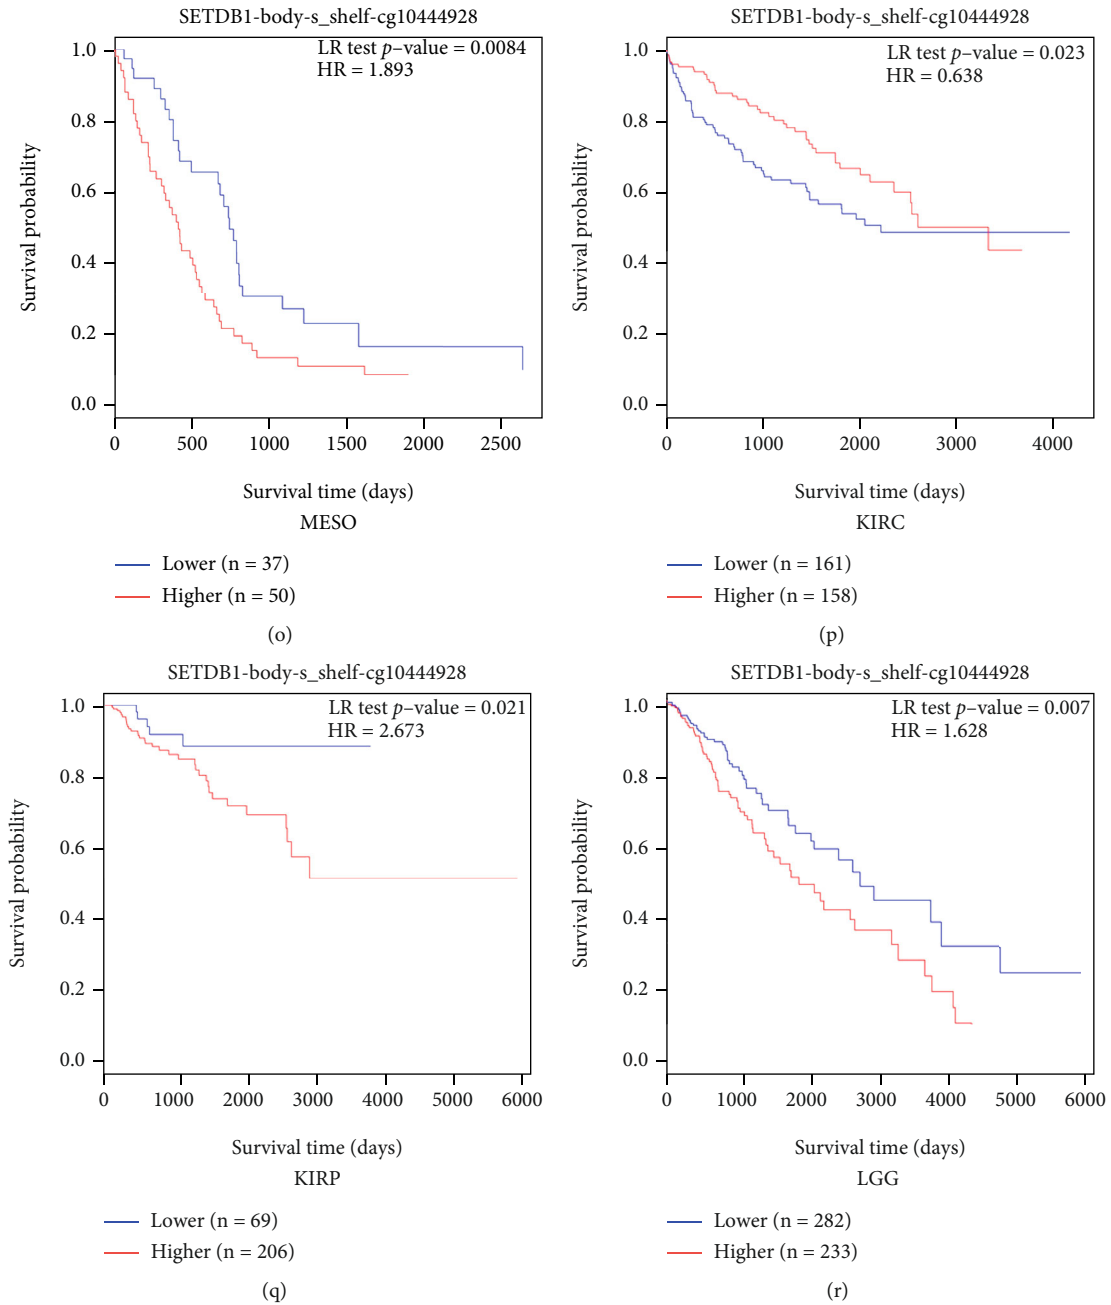 SETDB1-body-s_shelf-cg10444928
LR test p–value = 0.0084
HR = 1.893
Survival probability
1.0
0.8
0.6
0.4
0.2
0.0
0 500 1000 1500 2000 2500
Survival time (days)
MESO
Lower (n = 37)
Higher (n = 50)
(o)
SETDB1-body-s_shelf-cg10444928
LR test p–value = 0.023
HR = 0.638
Survival probability
1.0
0.8
0.6
0.4
0.2
0.0
0 1000 2000 3000 4000
Survival time (days)
KIRC
Lower (n = 161)
Higher (n = 158)
(p)
SETDB1-body-s_shelf-cg10444928
LR test p–value = 0.021
HR = 2.673
Survival probability
1.0
0.8
0.6
0.4
0.2
0.0
0 1000 2000 3000 4000 5000 6000
Survival time (days)
KIRP
Lower (n = 69)
Higher (n = 206)
(q)
SETDB1-body-s_shelf-cg10444928
LR test p–value = 0.007
HR = 1.628
Survival probability
1.0
0.8
0.6
0.4
0.2
0.0
0 1000 2000 3000 4000 5000 6000
Survival time (days)
LGG
Lower (n = 282)
Higher (n = 233)
(r)